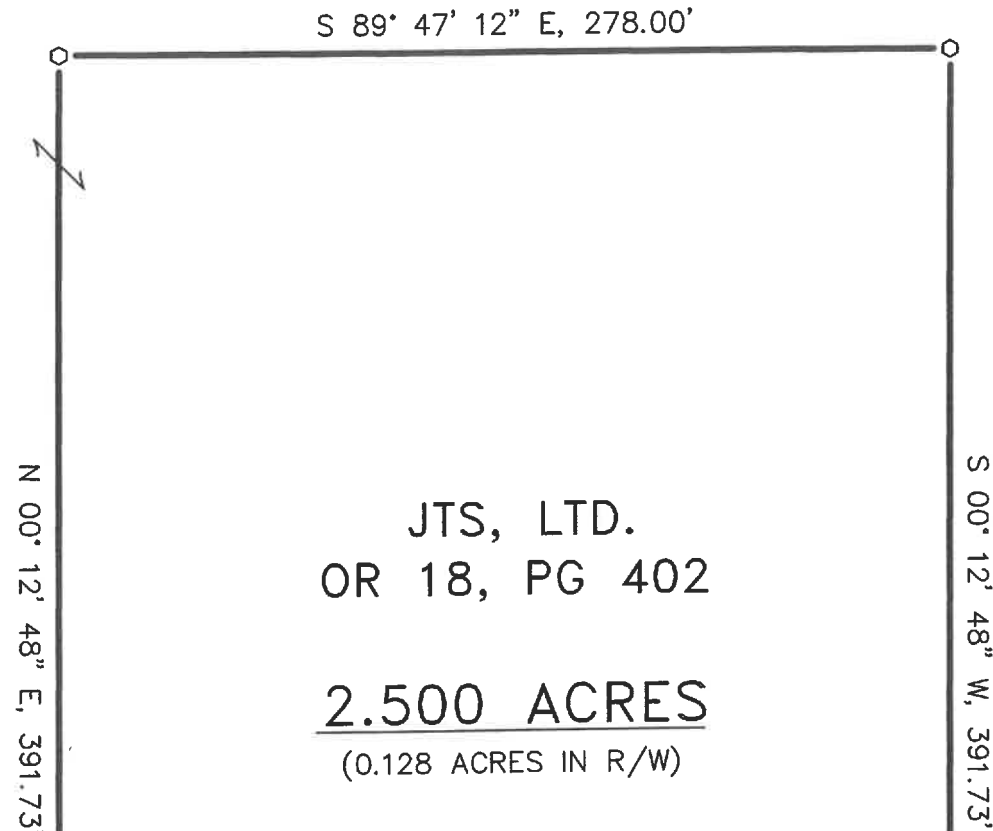 S 89° 47' 12" E, 278.00'
N 00° 12' 48" E, 391.73'
S 00° 12' 48" W, 391.73'
JTS, LTD.
OR 18, PG 402
2.500 ACRES
(0.128 ACRES IN R/W)